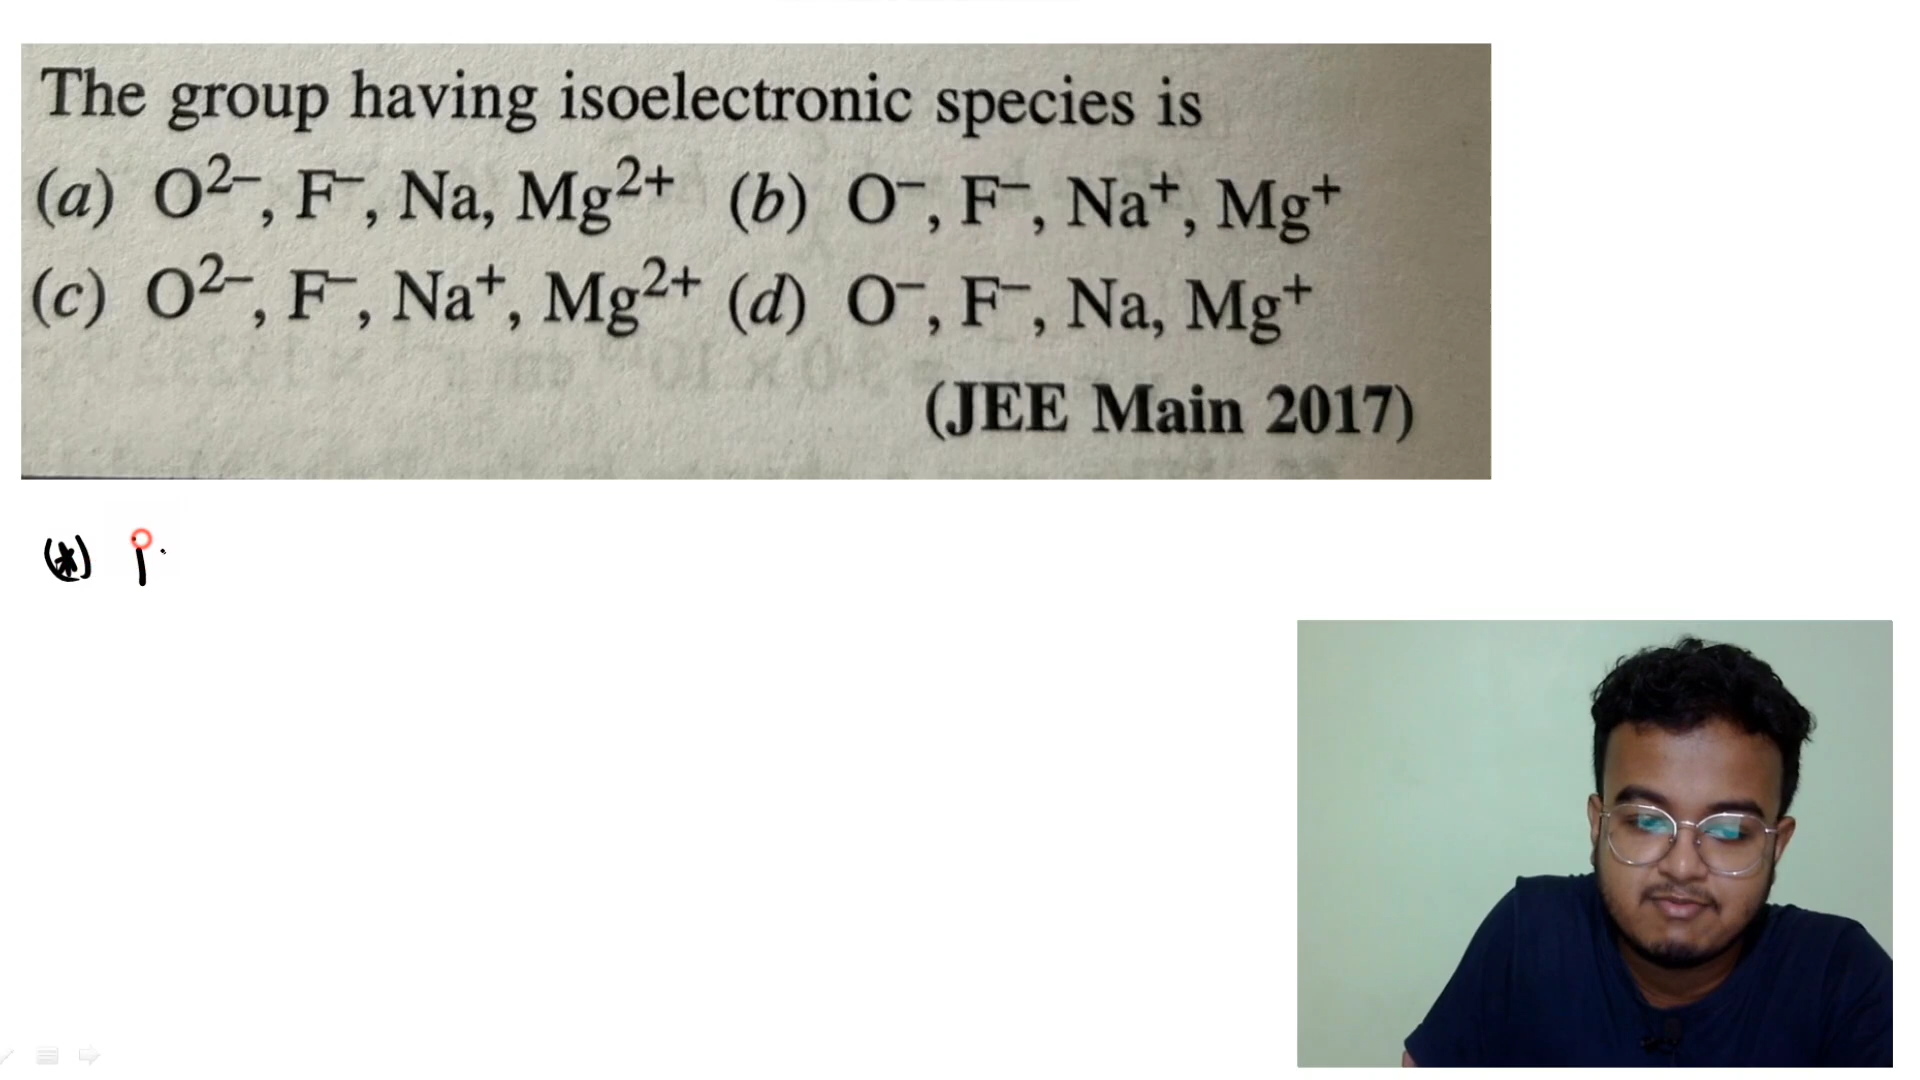 The group having isoelectronic species is
(a) O²⁻, F⁻, Na, Mg²⁺ (b) O⁻, F⁻, Na⁺, Mg⁺
(c) O²⁻, F⁻, Na⁺, Mg²⁺ (d) O⁻, F⁻, Na, Mg⁺
(JEE Main 2017)
(*) i